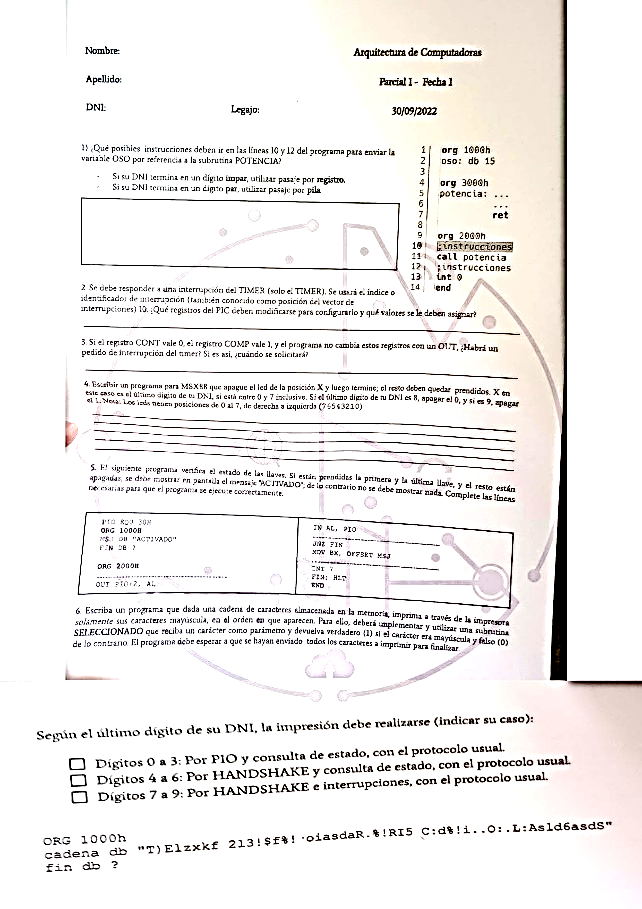 Nombre:
Arquitectura de Computadoras
Apellido:
Parcial I - Fecha 1
DNI:
Legajo:
30/09/2022
1) ¿Qué posibles instrucciones deben ir en las líneas 10 y 12 del programa para enviar la
variable OSO por referencia a la subrutina POTENCIA?
- Si su DNI termina en un dígito impar, utilizar pasaje por registro.
- Si su DNI termina en un dígito par, utilizar pasaje por pila
1 org 1000h
2 oso: db 15
3
4 org 3000h
5 potencia: ...
6 ...
7 ret
8
9 org 2000h
10 ;instrucciones
11 call potencia
12 ;instrucciones
13 int 0
14 end
2. Se debe responder a una interrupción del TIMER (solo el TIMER). Se usará el índice o
identificador de interrupción (también conocido como posición del vector de
interrupciones) 10. ¿Qué registros del PIC deben modificarse para configurarlo y qué valores se le deben asignar?
3. Si el registro CONT vale 0, el registro COMP vale 1, y el programa no cambia estos registros con un OUT, ¿Habrá un
pedido de interrupción del timer? Si es así, ¿cuándo se solicitará?
4. Escribir un programa para MSX88 que apague el led de la posición X y luego termine; el resto deben quedar prendidos. X en
este caso es el último dígito de tu DNI, si está entre 0 y 7 inclusive. Si el último dígito de tu DNI es 8, apagar el 0, y si es 9, apagar
el 1. Nota: Los leds tienen posiciones de 0 al 7, de derecha a izquierda (76543210)
5. El siguiente programa verifica el estado de las llaves. Si están prendidas la primera y la última llave, y el resto están
apagadas, se debe mostrar en pantalla el mensaje "ACTIVADO", de lo contrario no se debe mostrar nada. Complete las líneas
necesarias para que el programa se ejecute correctamente.
PIO EQU 30H
ORG 1000H
MSJ DB "ACTIVADO"
FIN DB ?
ORG 2000H
OUT PIO+2, AL
IN AL, PIO
JNZ FIN
MOV BX, OFFSET MSJ
INT 7
FIN: HLT
END
6. Escriba un programa que dada una cadena de caracteres almacenada en la memoria, imprima a través de la impresora
solamente sus caracteres mayúscula, en el orden en que aparecen. Para ello, deberá implementar y utilizar una subrutina
SELECCIONADO que reciba un carácter como parámetro y devuelva verdadero (1) si el carácter era mayúscula y falso (0)
de lo contrario. El programa debe esperar a que se hayan enviado todos los caracteres a imprimir para finalizar.
Según el último dígito de su DNI, la impresión debe realizarse (indicar su caso):
Dígitos 0 a 3: Por PIO y consulta de estado, con el protocolo usual.
Dígitos 4 a 6: Por HANDSHAKE y consulta de estado, con el protocolo usual.
Dígitos 7 a 9: Por HANDSHAKE e interrupciones, con el protocolo usual.
ORG 1000h
cadena db "T)Elzxkf 213!$f%! ·oiasdaR.%!RI5 C:d%!i..O:.L:As1d6asdS"
fin db ?